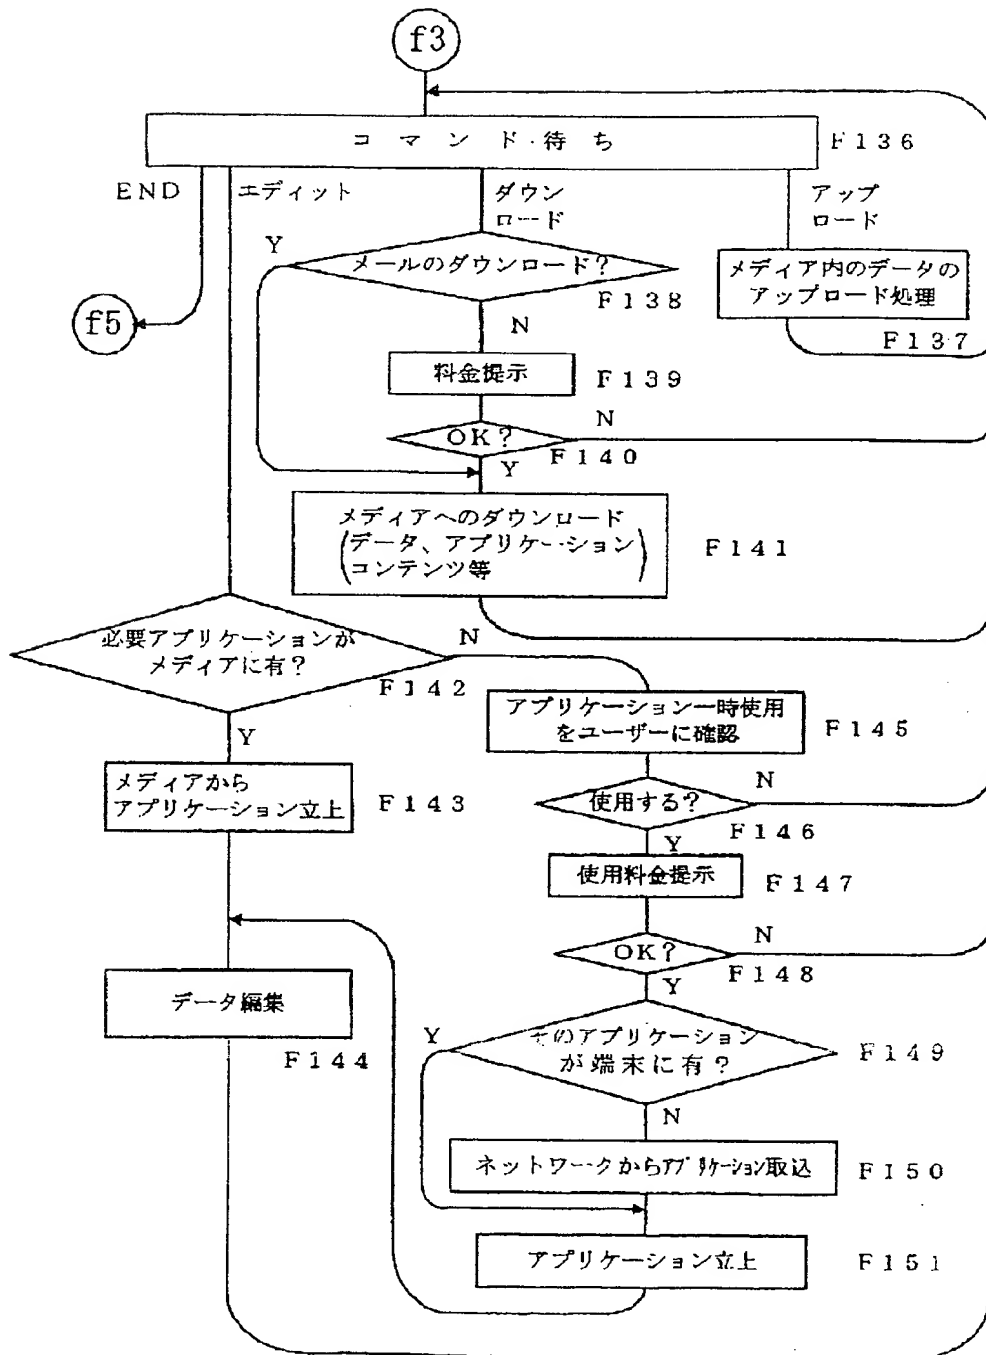 f3
コマンド待ち
F136
END
エディット
ダウン
ロード
アップ
ロード
Y
メールのダウンロード?
F138
メディア内のデータの
アップロード処理
F137
f5
N
料金提示
F139
N
OK?
F140
Y
メディアへのダウンロード
(データ、アプリケーション
コンテンツ等)
F141
必要アプリケーションが
メディアに有?
N
F142
アプリケーション一時使用
をユーザーに確認
F145
Y
メディアから
アプリケーション立上
F143
N
使用する?
F146
Y
使用料金提示
F147
N
OK?
F148
Y
データ編集
F144
そのアプリケーション
が端末に有?
Y
F149
N
ネットワークからアプリケーション取込
F150
アプリケーション立上
F151